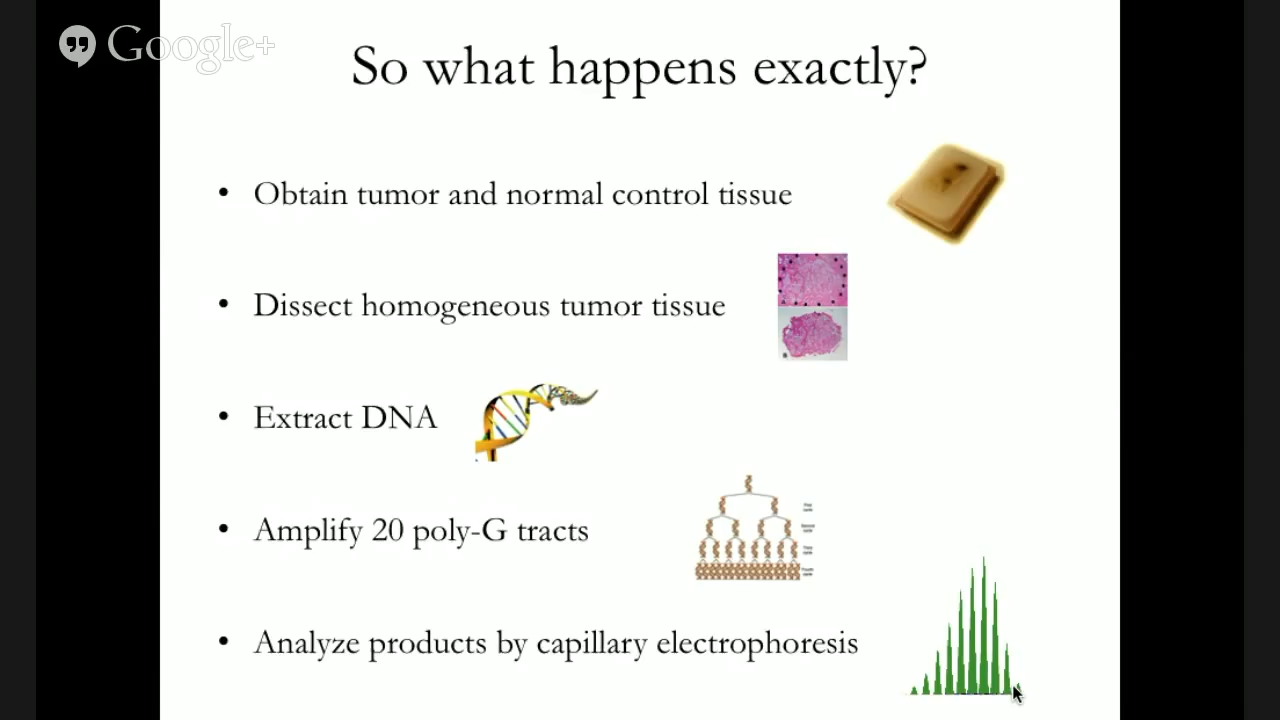 Google+
So what happens exactly?
• Obtain tumor and normal control tissue
• Dissect homogeneous tumor tissue
• Extract DNA
• Amplify 20 poly-G tracts
• Analyze products by capillary electrophoresis